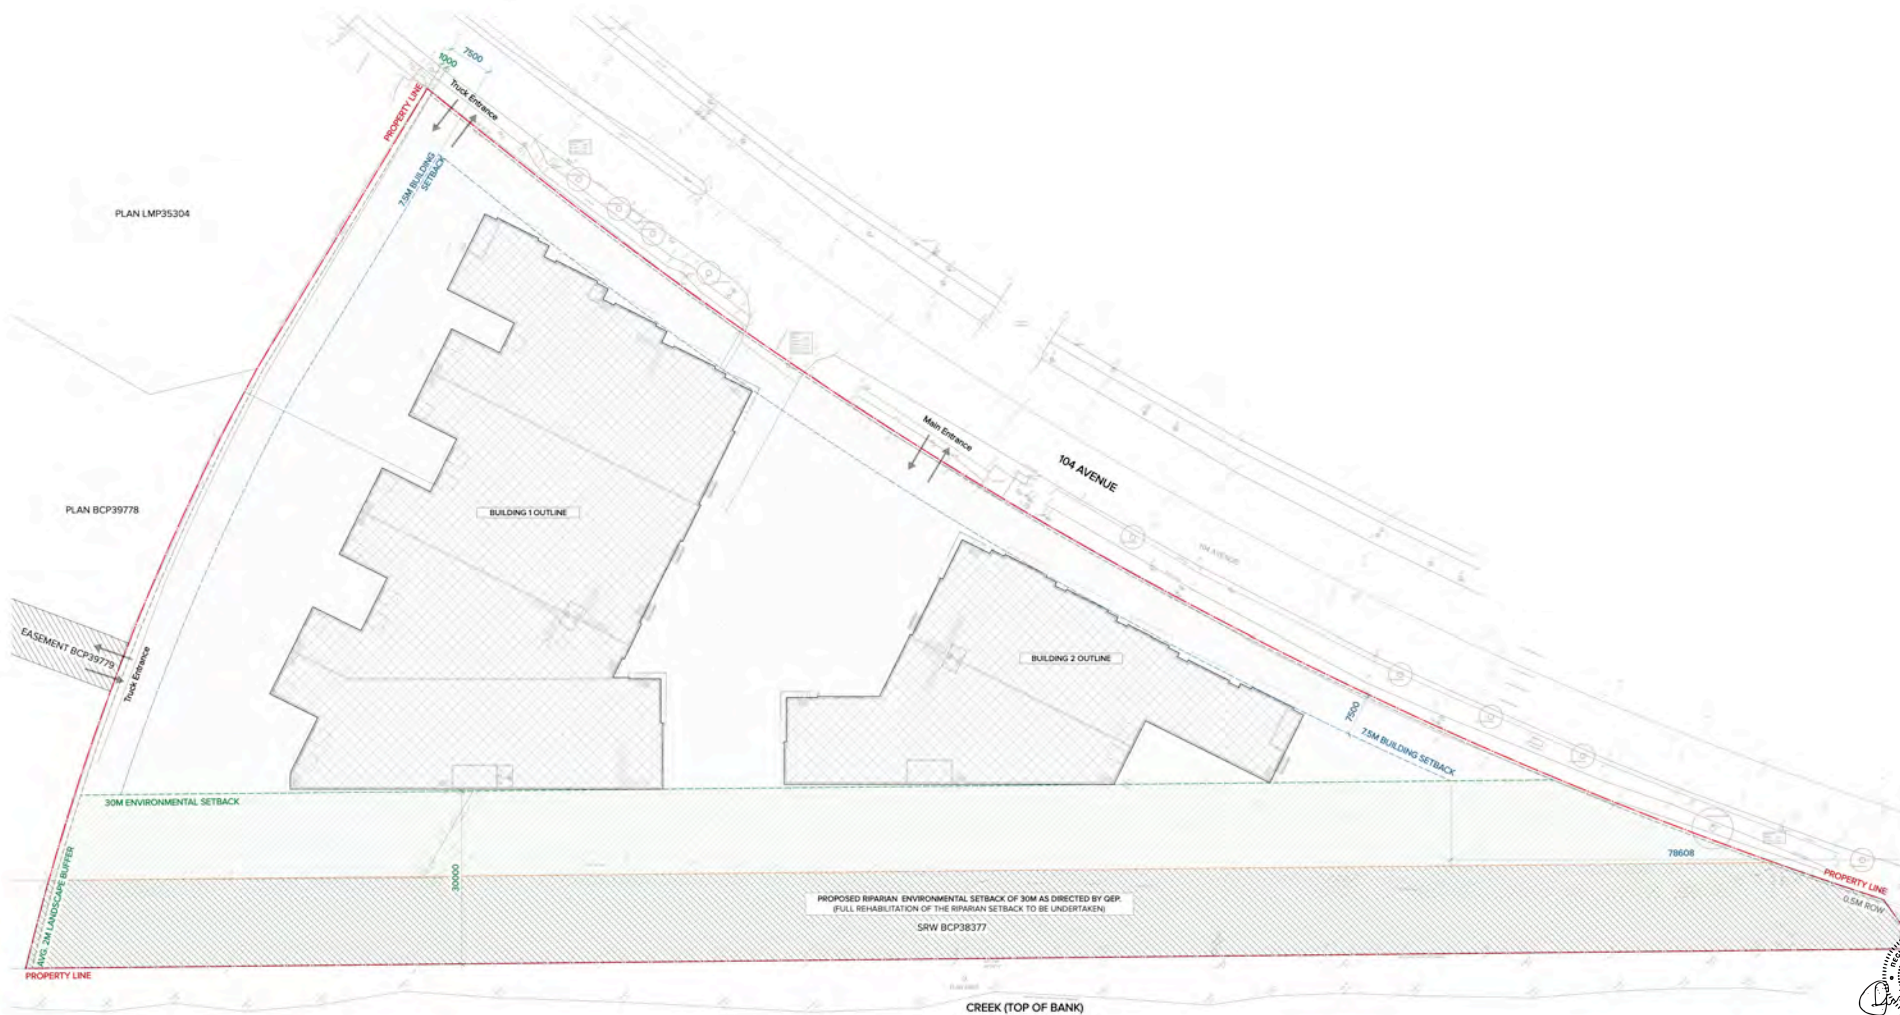 7500
1000
Truck Entrance
PROPERTY LINE
7.5M BUILDING
SETBACK
PLAN LMP35304
Main Entrance
104 AVENUE
PLAN BCP39778
BUILDING 1 OUTLINE
104 AVENUE
EASEMENT BCP39779
Truck Entrance
BUILDING 2 OUTLINE
7500
7.5M BUILDING SETBACK
30M ENVIRONMENTAL SETBACK
78608
AVG. 2M LANDSCAPE BUFFER
30000
PROPERTY LINE
0.5M ROW
PROPOSED RIPARIAN ENVIRONMENTAL SETBACK OF 30M AS DIRECTED BY QEP.
(FULL REHABILITATION OF THE RIPARIAN SETBACK TO BE UNDERTAKEN)
SRW BCP38377
PROPERTY LINE
CREEK (TOP OF BANK)